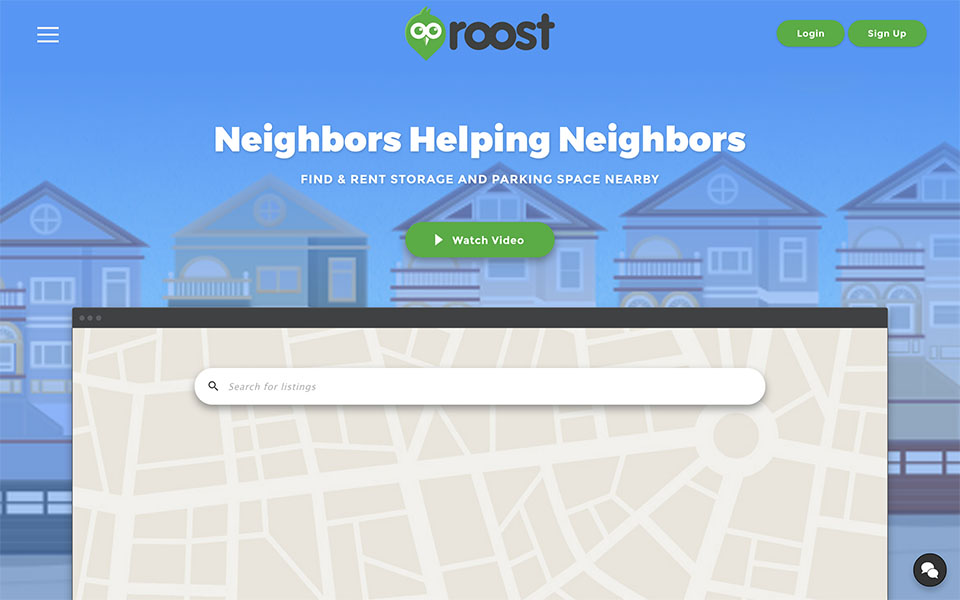 roost
Login
Sign Up
Neighbors Helping Neighbors
FIND & RENT STORAGE AND PARKING SPACE NEARBY
Watch Video
Search for listings